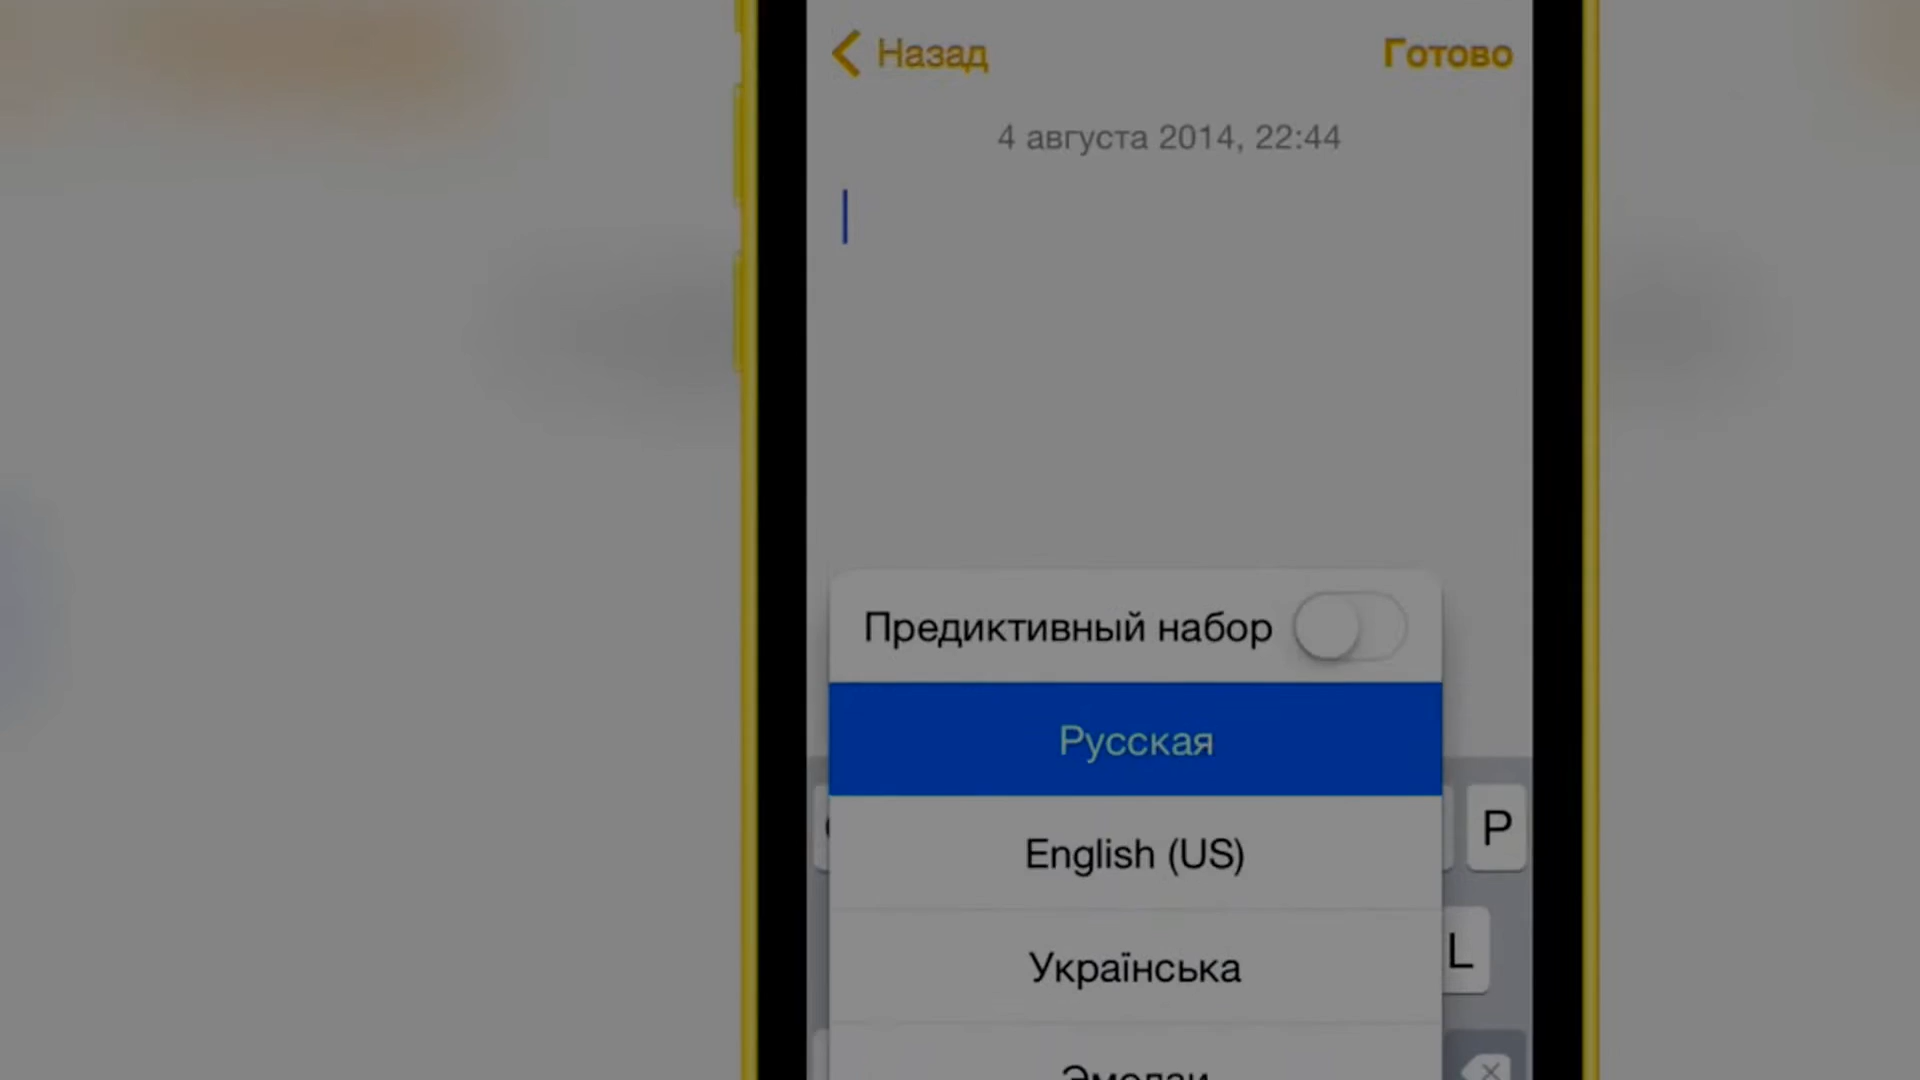 Назад
Готово
4 августа 2014, 22:44
Предиктивный набор
Русская
English (US)
P
Українська
L